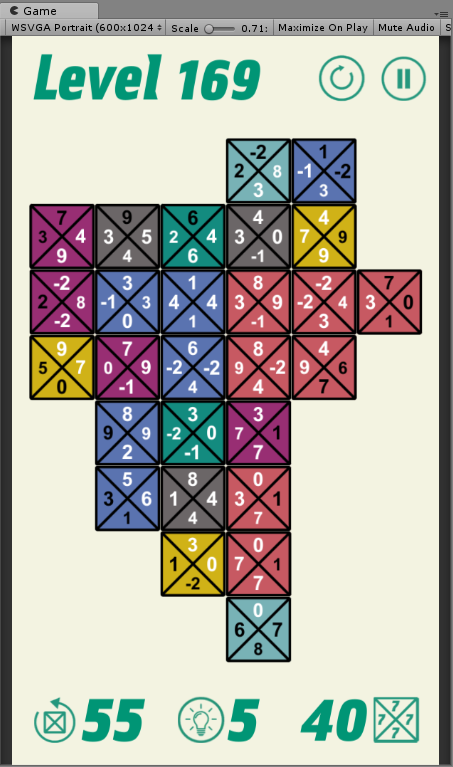 Game
WSVGA Portrait (600x1024 Scale 0.71: Maximize On Play Mute Audio S
Level 169
-2 1
2 8 -1 -2
3 3
7 9 6 4 4
3 4 3 5 2 4 3 0 7 9
9 4 6 -1 9
-2 3 1 8 -2 7
2 8 -1 3 4 4 3 9 -2 4 3 0
-2 0 1 -1 3 1
9 7 6 8 4
5 7 0 9 -2 -2 9 -2 9 6
0 -1 4 4 7
8 3 3
9 9 -2 0 7 1
2 -1 7
5 8 0
3 6 1 4 3 1
1 4 7
3 0
1 0 7 1
-2 7
0
6 7
8
55 5 40
7
7 7
7